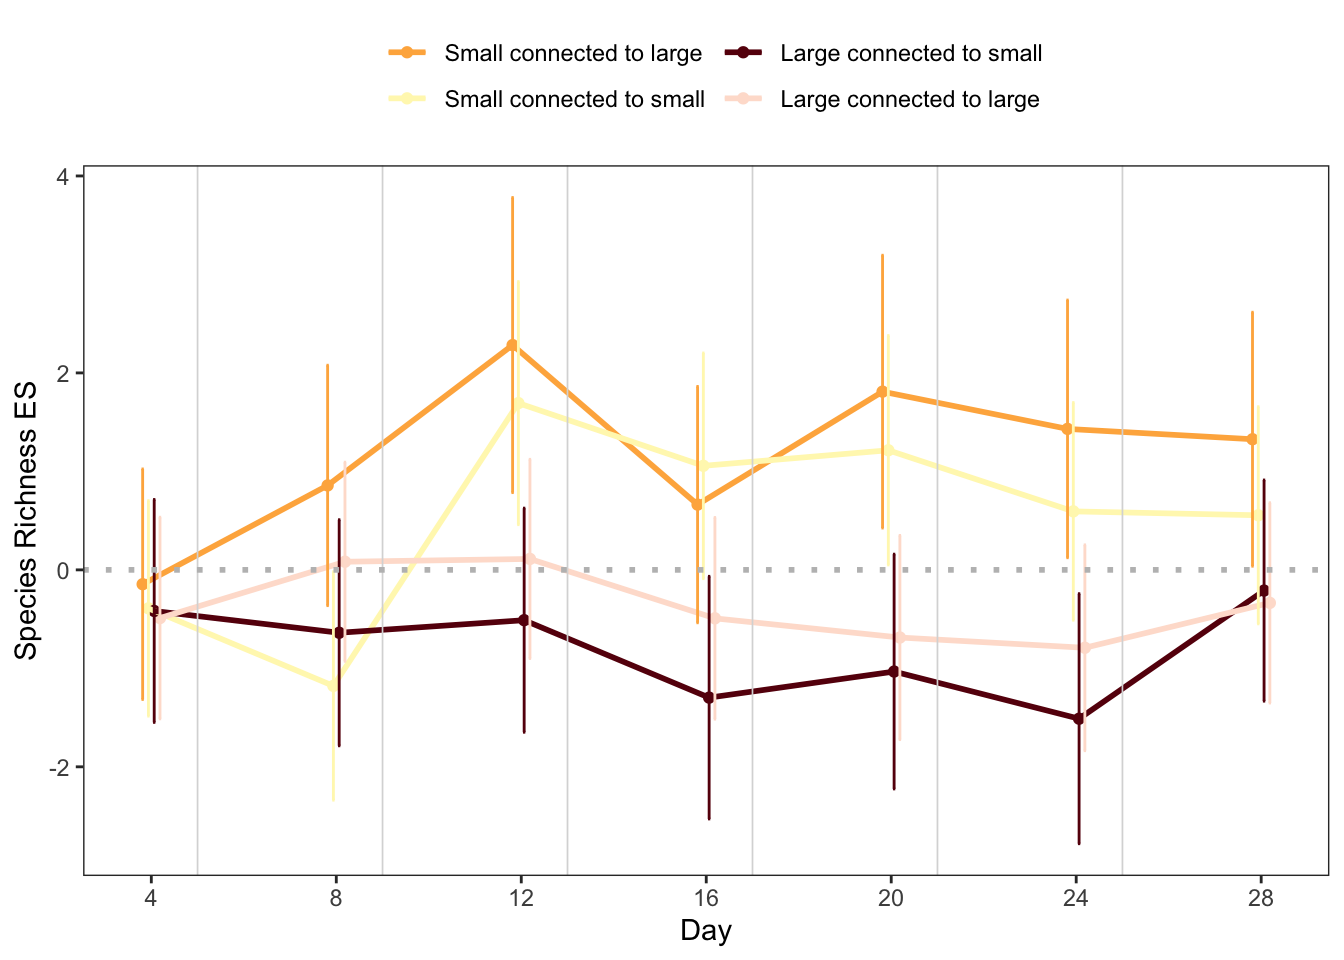 Small connected to large
Large connected to small
Small connected to small
Large connected to large
Species Richness ES
4
2
0
-2
4 8 12 16 20 24 28
Day